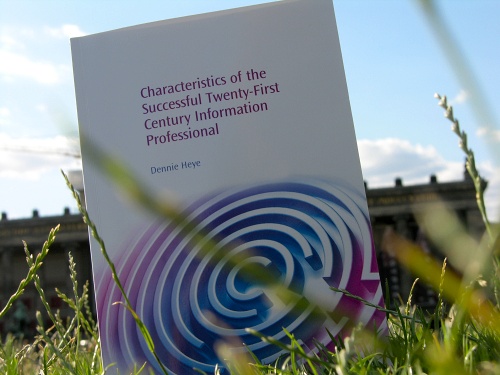 Characteristics of the
Successful Twenty-First
Century Information
Professional
Dennie Heye